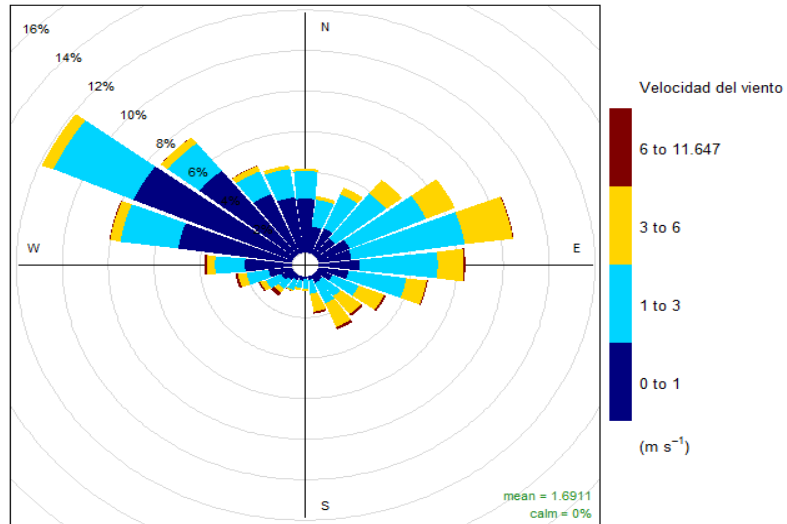 16%
14%
12%
10%
8%
6%
N
W
E
S
mean = 1.6911
calm = 0%
Velocidad del viento
6 to 11.647
3 to 6
1 to 3
0 to 1
(m s⁻¹)